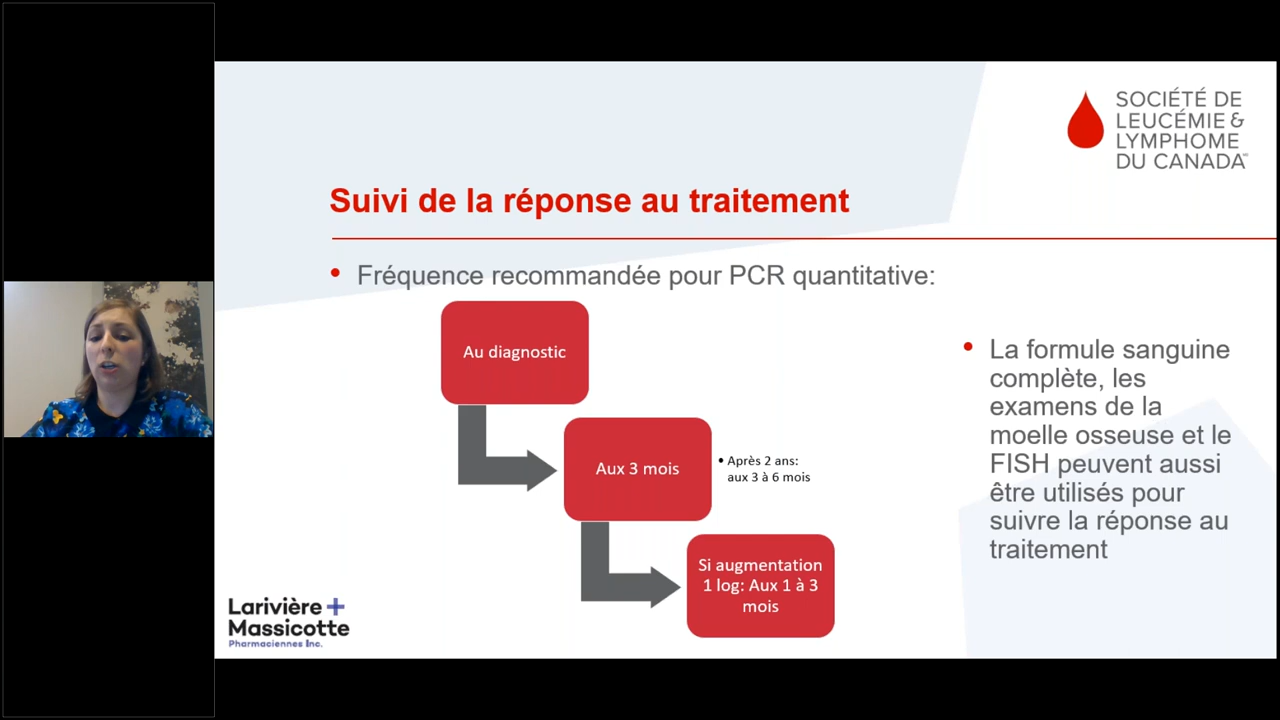 SOCIÉTÉ DE
LEUCÉMIE &
LYMPHOME
DU CANADA
Suivi de la réponse au traitement
• Fréquence recommandée pour PCR quantitative:
Au diagnostic
Aux 3 mois
• Après 2 ans:
aux 3 à 6 mois
Si augmentation
1 log: Aux 1 à 3
mois
• La formule sanguine
complète, les
examens de la
moelle osseuse et le
FISH peuvent aussi
être utilisés pour
suivre la réponse au
traitement
Larivière +
Massicotte
Pharmaciennes Inc.